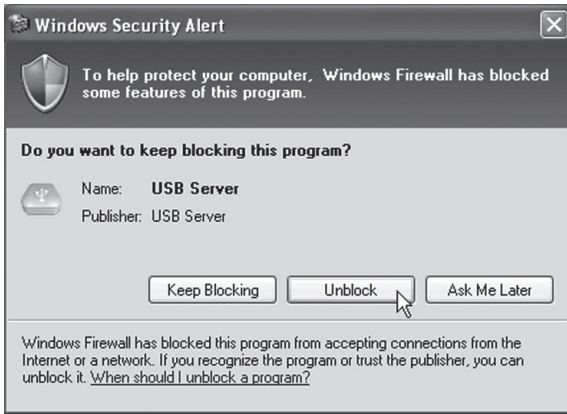 Windows Security Alert
To help protect your computer, Windows Firewall has blocked
some features of this program.
Do you want to keep blocking this program?
Name: USB Server
Publisher: USB Server
Keep Blocking Unblock Ask Me Later
Windows Firewall has blocked this program from accepting connections from the
Internet or a network. If you recognize the program or trust the publisher, you can
unblock it. When should I unblock a program?